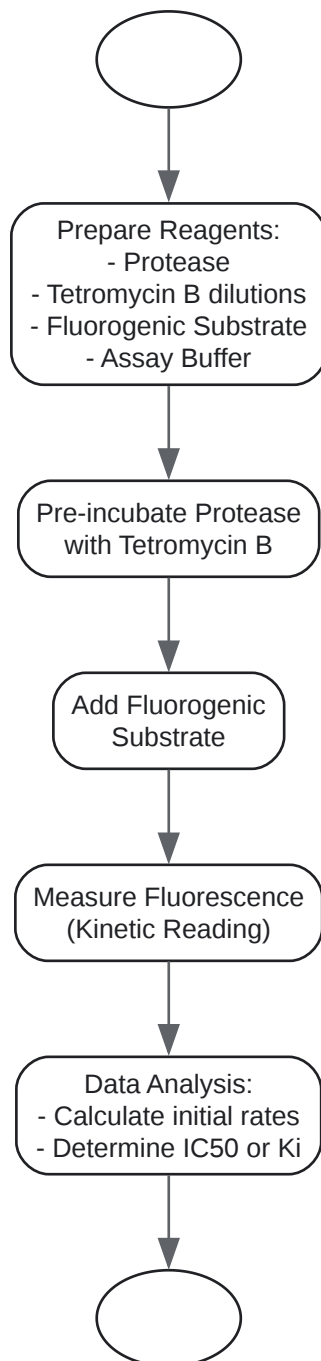 Prepare Reagents:
- Protease
- Tetromycin B dilutions
- Fluorogenic Substrate
- Assay Buffer
Pre-incubate Protease
with Tetromycin B
Add Fluorogenic
Substrate
Measure Fluorescence
(Kinetic Reading)
Data Analysis:
- Calculate initial rates
- Determine IC50 or Ki